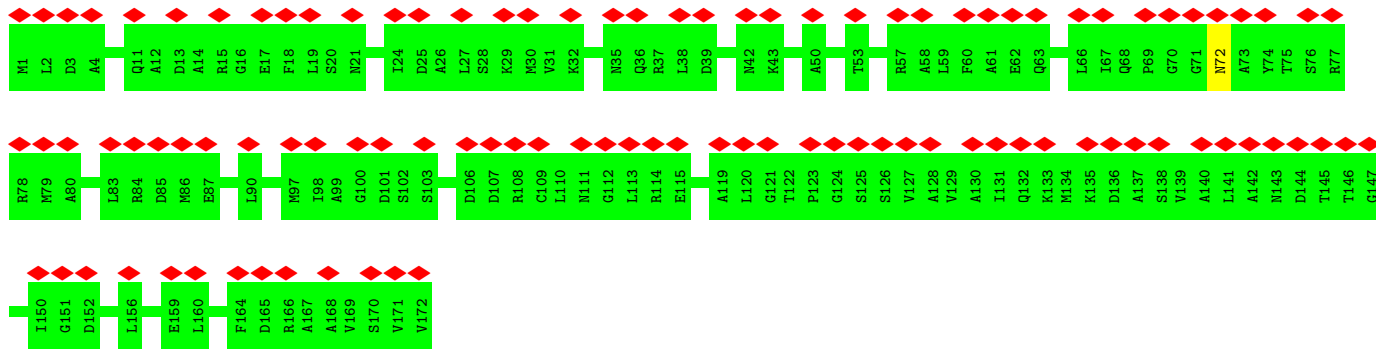 M1 L2 D3 A4 Q11 A12 D13 A14 R15 G16 E17 F18 L19 S20 N21 I24 D25 A26 L27 S28 K29 M30 V31 K32 N35 Q36 R37 L38 D39 N42 K43 A50 T53 R57 A58 L59 F60 A61 E62 Q63 L66 I67 Q68 P69 G70 G71 N72 A73 Y74 T75 S76 R77
R78 M79 A80 L83 R84 D85 M86 E87 L90 M97 I98 A99 G100 D101 S102 S103 D106 D107 R108 C109 L110 N111 G112 L113 R114 E115 A119 L120 G121 T122 P123 G124 S125 S126 V127 A128 V129 A130 I131 Q132 K133 M134 K135 D136 A137 S138 V139 A140 L141 A142 N143 D144 T145 T146 G147
I150 G151 D152 L156 E159 L160 F164 D165 R166 A167 A168 V169 S170 V171 V172